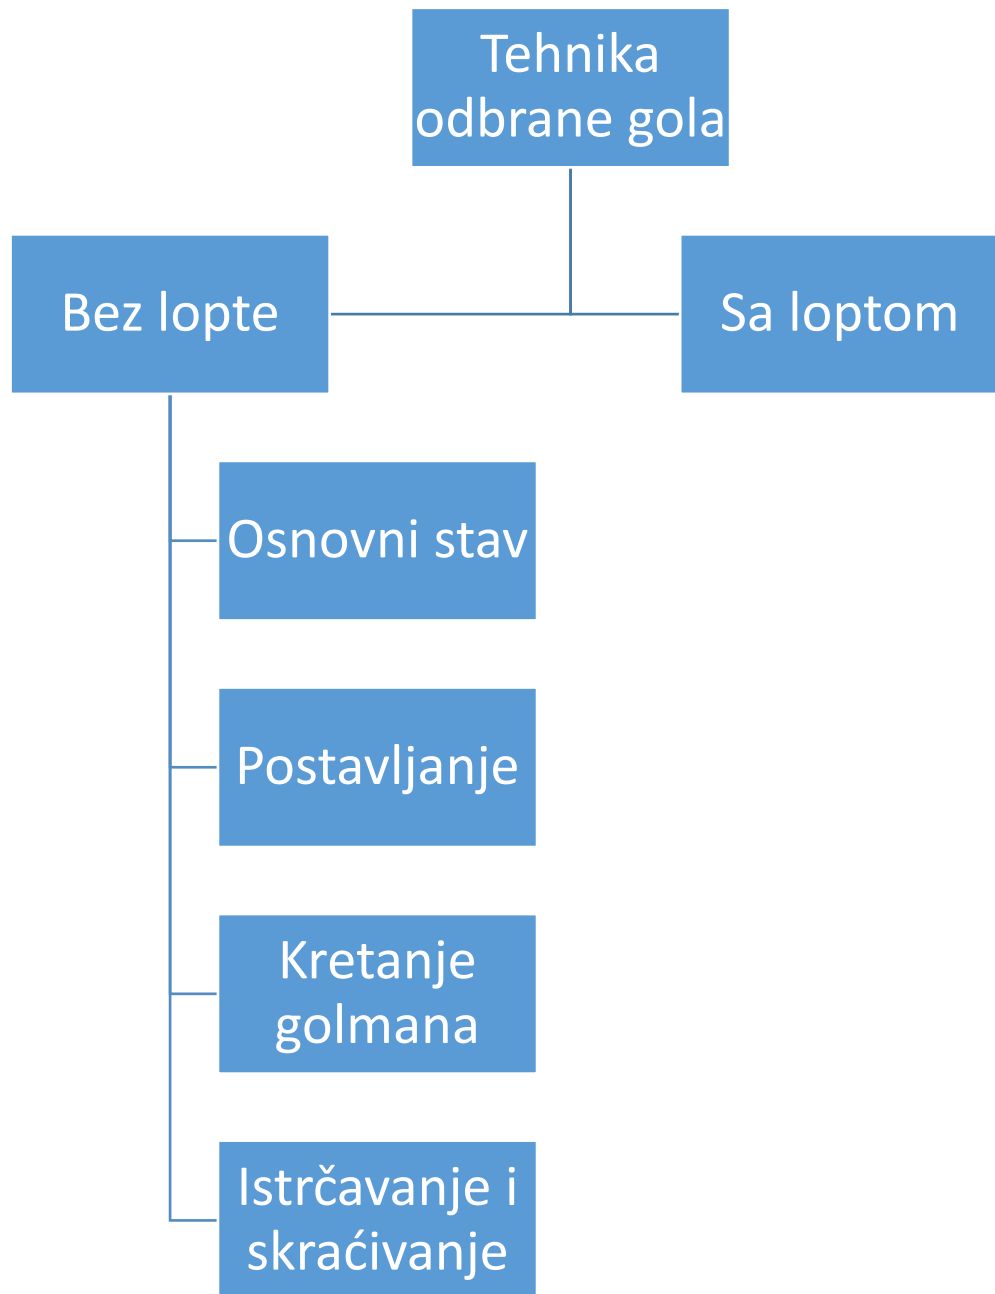 Tehnika
odbrane gola
Bez lopte
Sa loptom
Osnovni stav
Postavljanje
Kretanje
golmana
Istrčavanje i
skraćivanje